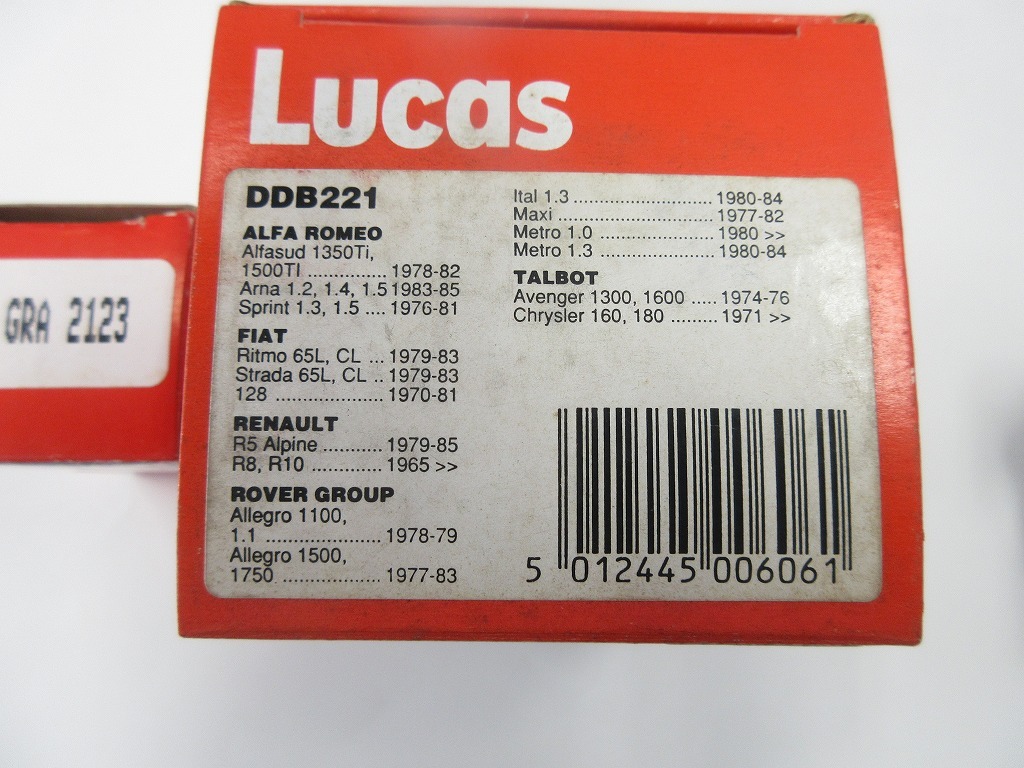 Lucas
DDB221
ALFA ROMEO
Alfasud 1350Ti,
1500TI .............. 1978-82
Arna 1.2, 1.4, 1.5 1983-85
Sprint 1.3, 1.5 .... 1976-81
FIAT
Ritmo 65L, CL ... 1979-83
Strada 65L, CL .. 1979-83
128 .................... 1970-81
RENAULT
R5 Alpine ........... 1979-85
R8, R10 ............. 1965 >>
ROVER GROUP
Allegro 1100,
1.1 ..................... 1978-79
Allegro 1500,
1750 .................. 1977-83
Ital 1.3 .......................... 1980-84
Maxi ............................. 1977-82
Metro 1.0 ..................... 1980 >>
Metro 1.3 ..................... 1980-84
TALBOT
Avenger 1300, 1600 ..... 1974-76
Chrysler 160, 180 ......... 1971 >>
5 012445 006061
GRA 2123